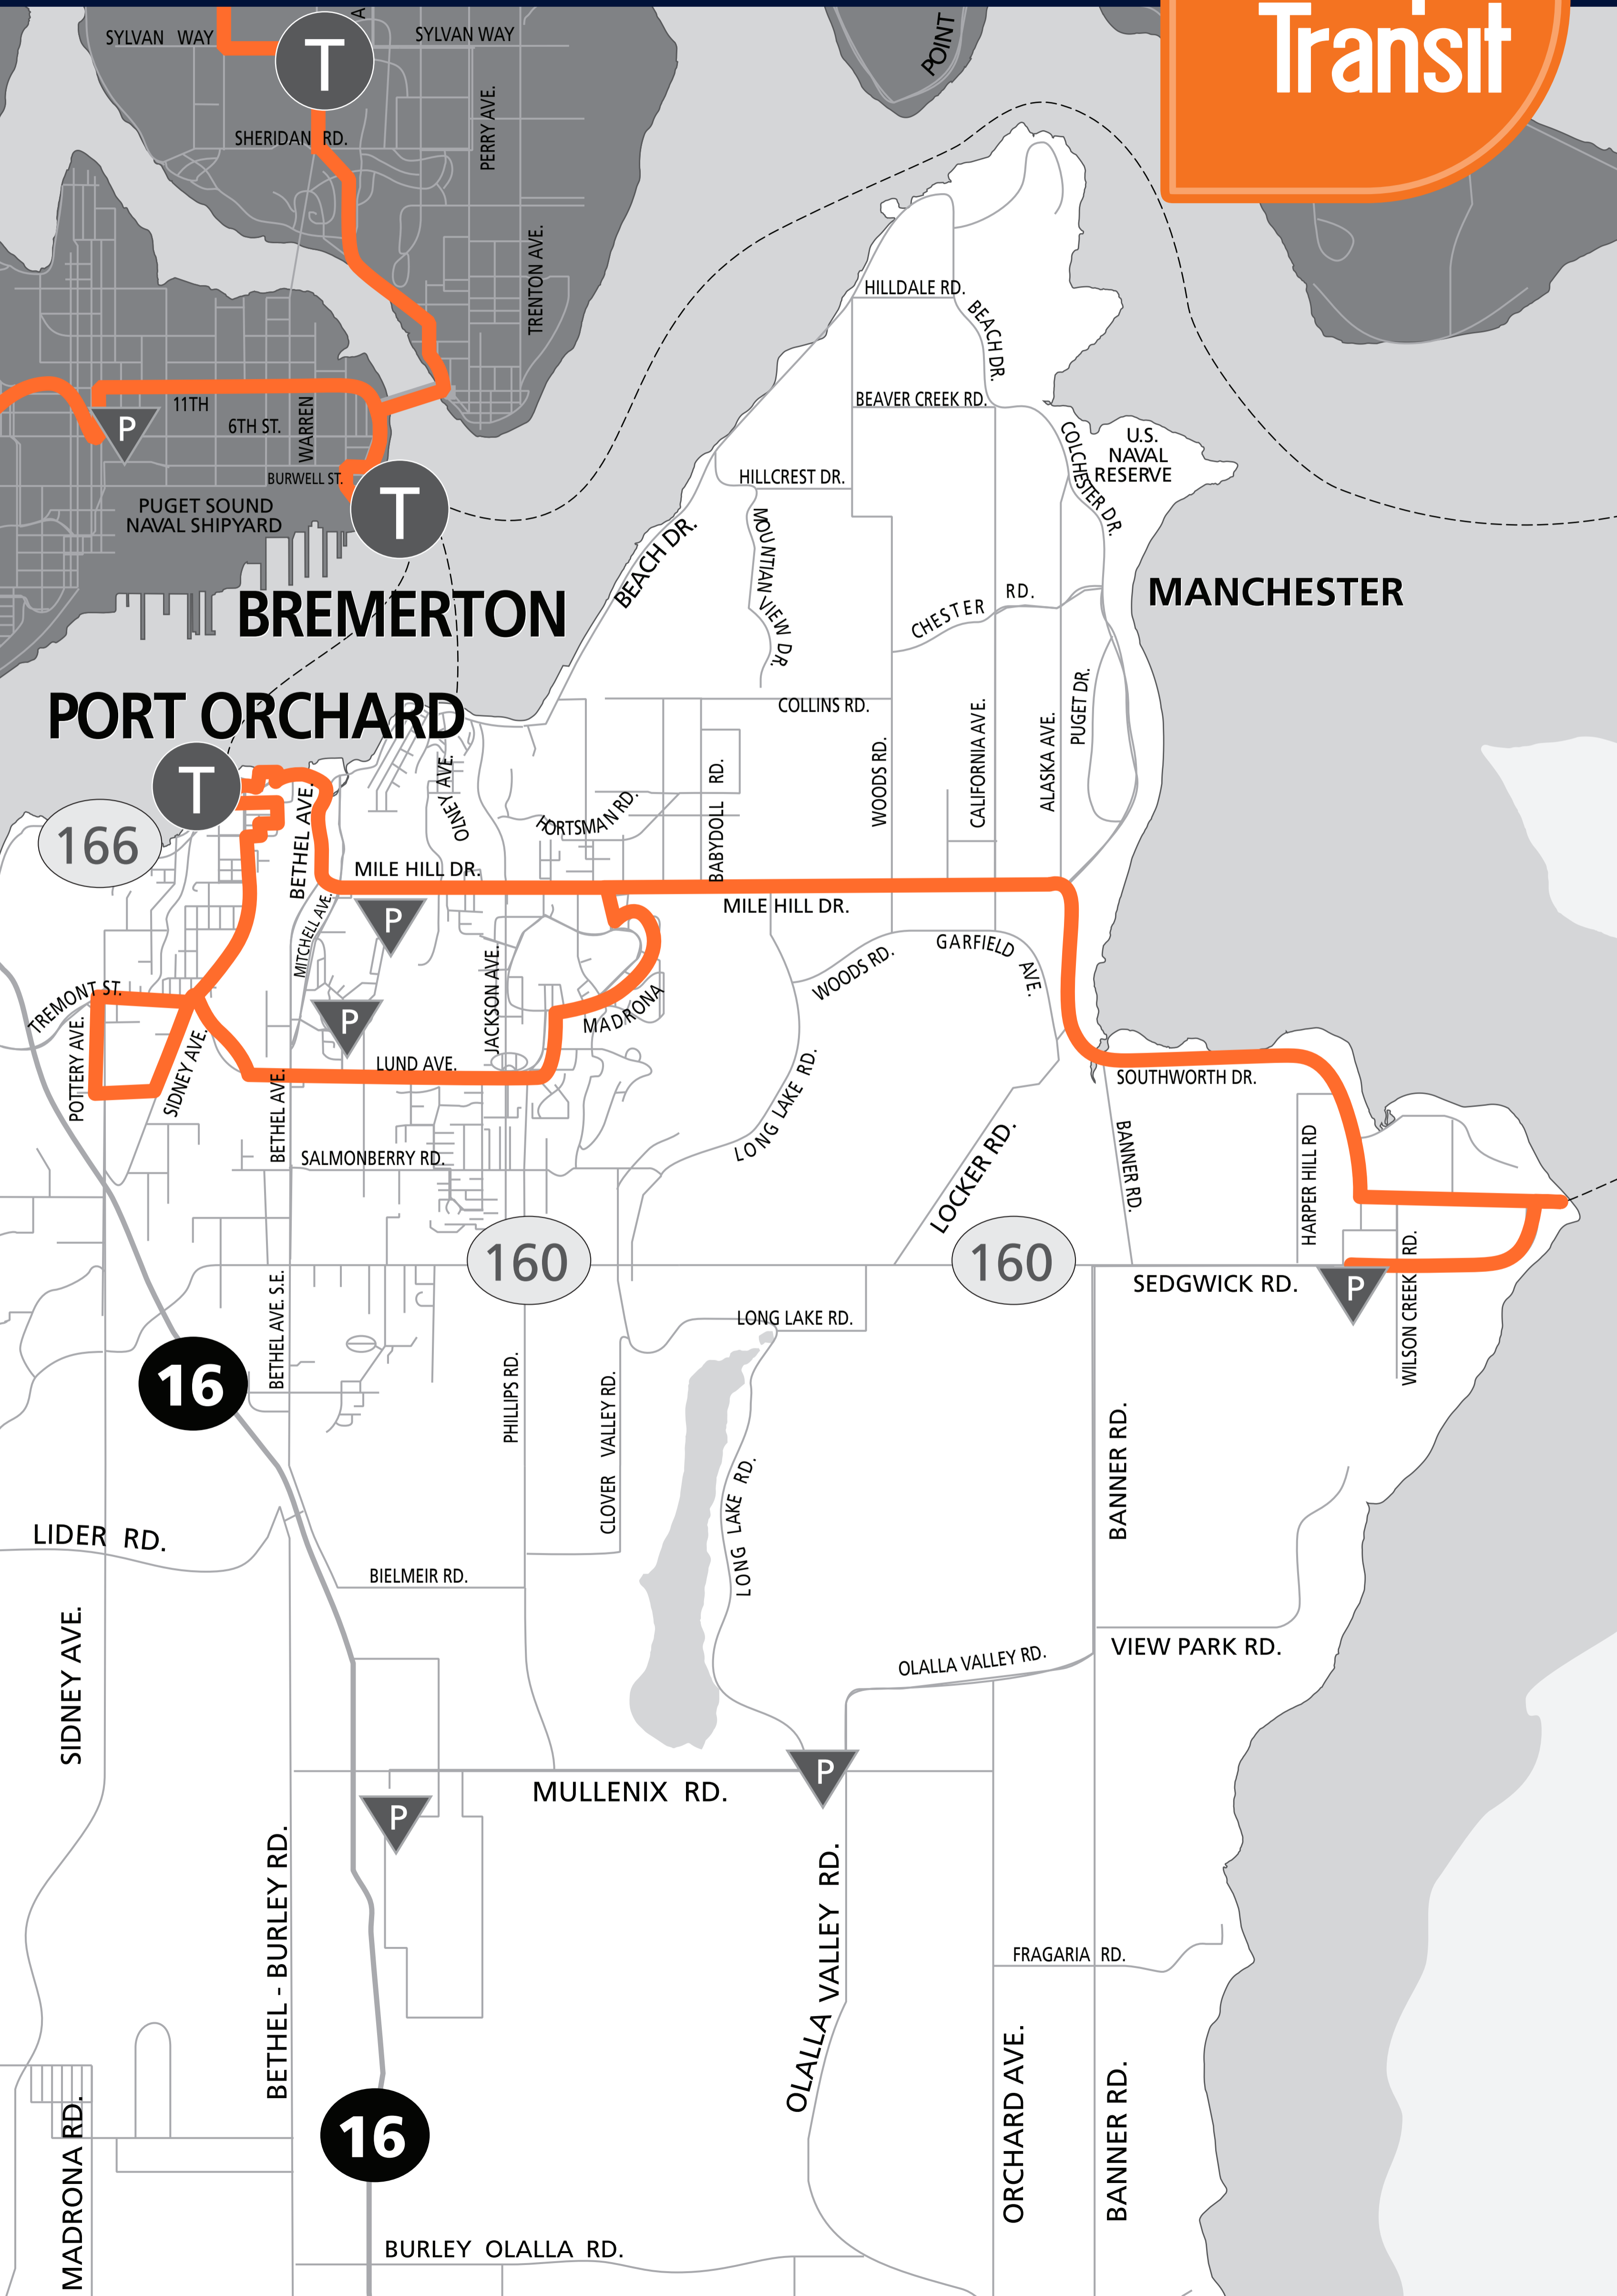 Transit
SYLVAN WAY
T
A
SYLVAN WAY
POINT
SHERIDAN RD.
PERRY AVE.
TRENTON AVE.
HILLDALE RD.
BEACH DR.
11TH
6TH ST.
WARREN
P
BURWELL ST.
BEAVER CREEK RD.
COLCHESTER DR.
U.S.
NAVAL
RESERVE
HILLCREST DR.
PUGET SOUND
NAVAL SHIPYARD
T
BEACH DR.
MOUNTIAN VIEW DR.
BREMERTON
CHESTER RD.
MANCHESTER
PORT ORCHARD
COLLINS RD.
PUGET DR.
T
166
BETHEL AVE.
OLNEY AVE.
HORTSMAN RD.
BABYDOLL RD.
WOODS RD.
CALIFORNIA AVE.
ALASKA AVE.
MILE HILL DR.
MILE HILL DR.
P
MITCHELL AVE.
JACKSON AVE.
WOODS RD.
GARFIELD AVE.
TREMONT ST.
P
MADRONA
POTTERY AVE.
SIDNEY AVE.
LUND AVE.
BETHEL AVE.
LONG LAKE RD.
SOUTHWORTH DR.
SALMONBERRY RD.
LOCKER RD.
BANNER RD.
HARPER HILL RD
160
160
SEDGWICK RD.
P
WILSON CREEK RD.
BETHEL AVE. S.E.
LONG LAKE RD.
16
PHILLIPS RD.
CLOVER VALLEY RD.
LONG LAKE RD.
BANNER RD.
LIDER RD.
BIELMEIR RD.
SIDNEY AVE.
OLALLA VALLEY RD.
VIEW PARK RD.
P
MULLENIX RD.
P
BETHEL - BURLEY RD.
OLALLA VALLEY RD.
FRAGARIA RD.
ORCHARD AVE.
BANNER RD.
MADRONA RD.
16
BURLEY OLALLA RD.